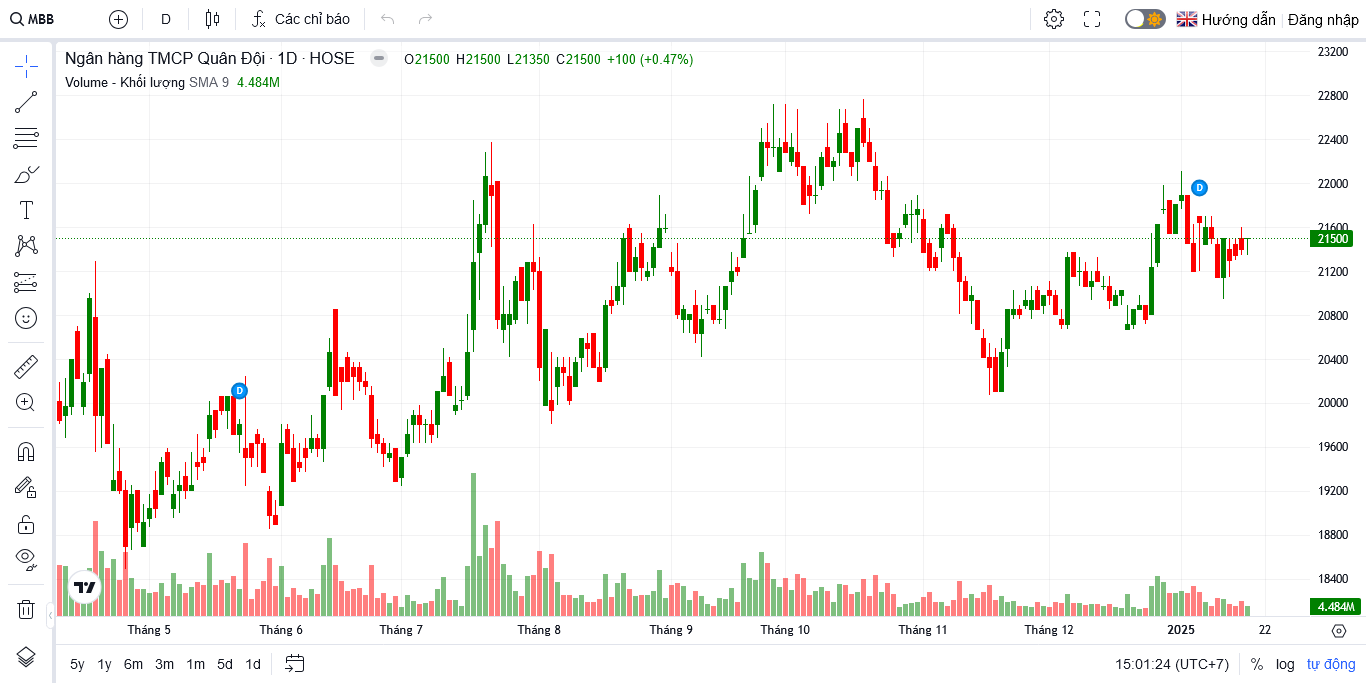 MBB D Các chỉ báo Hướng dẫn Đăng nhập
Ngân hàng TMCP Quân Đội · 1D · HOSE O21500 H21500 L21350 C21500 +100 (+0.47%)
Volume - Khối lượng SMA 9 4.484M
23200
22800
22400
22000
21600
21500
21200
20800
20400
20000
19600
19200
18800
18400
4.484M
D
D
Tháng 5 Tháng 6 Tháng 7 Tháng 8 Tháng 9 Tháng 10 Tháng 11 Tháng 12 2025 22
5y 1y 6m 3m 1m 5d 1d 15:01:24 (UTC+7) % log tự động